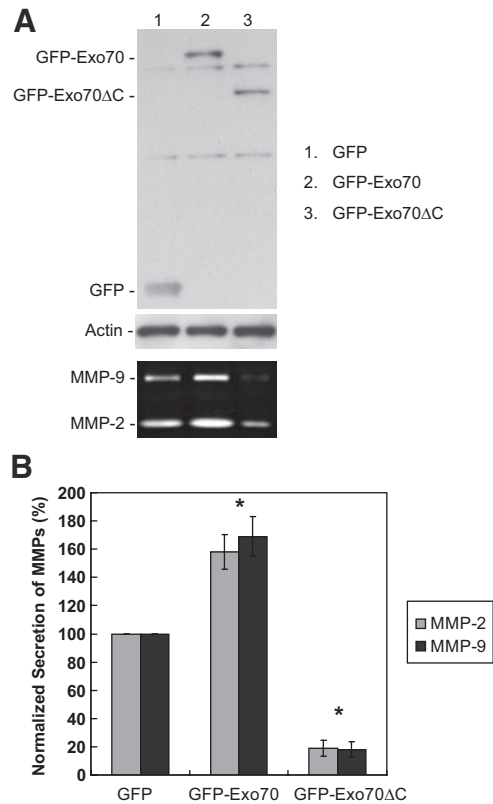 A
1 2 3
GFP-Exo70 -
GFP-Exo70ΔC -
GFP -
Actin -
MMP-9 -
MMP-2 -
1. GFP
2. GFP-Exo70
3. GFP-Exo70ΔC
B
Normalized Secretion of MMPs (%)
200
180
160
140
120
100
80
60
40
20
0
*
*
GFP GFP-Exo70 GFP-Exo70ΔC
MMP-2
MMP-9